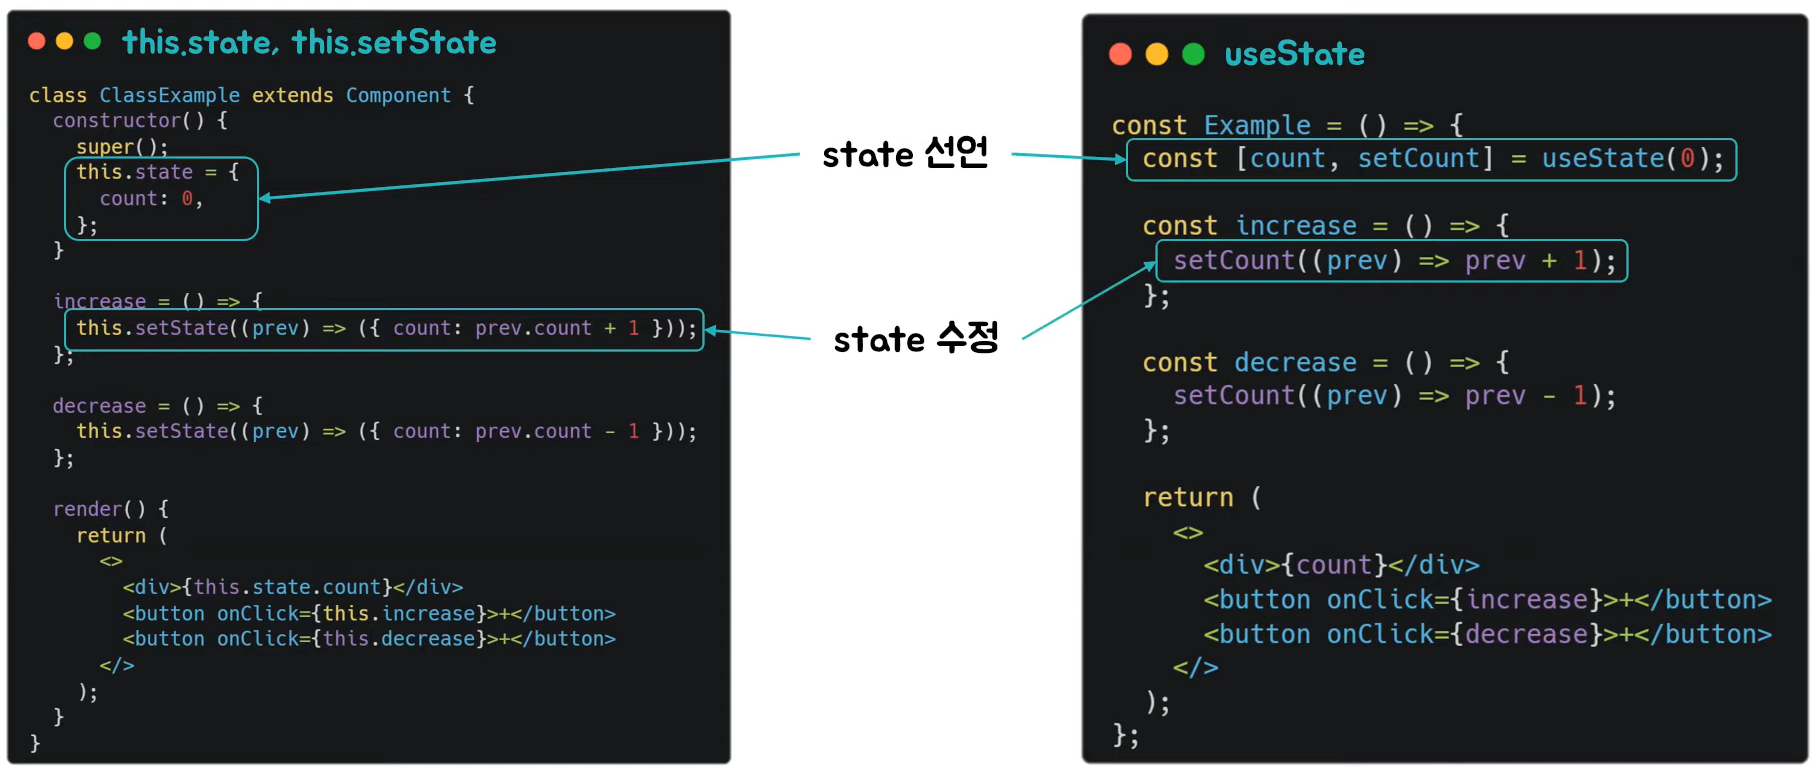 this.state, this.setState
class ClassExample extends Component {
constructor() {
super();
this.state = {
count: 0,
};
}
increase = () => {
this.setState((prev) => ({ count: prev.count + 1 }));
};
decrease = () => {
this.setState((prev) => ({ count: prev.count - 1 }));
};
render() {
return (
<>
<div>{this.state.count}</div>
<button onClick={this.increase}>+</button>
<button onClick={this.decrease}>+</button>
</>
);
}
}
state 선언
state 수정
useState
const Example = () => {
const [count, setCount] = useState(0);
const increase = () => {
setCount((prev) => prev + 1);
};
const decrease = () => {
setCount((prev) => prev - 1);
};
return (
<>
<div>{count}</div>
<button onClick={increase}>+</button>
<button onClick={decrease}>+</button>
</>
);
};